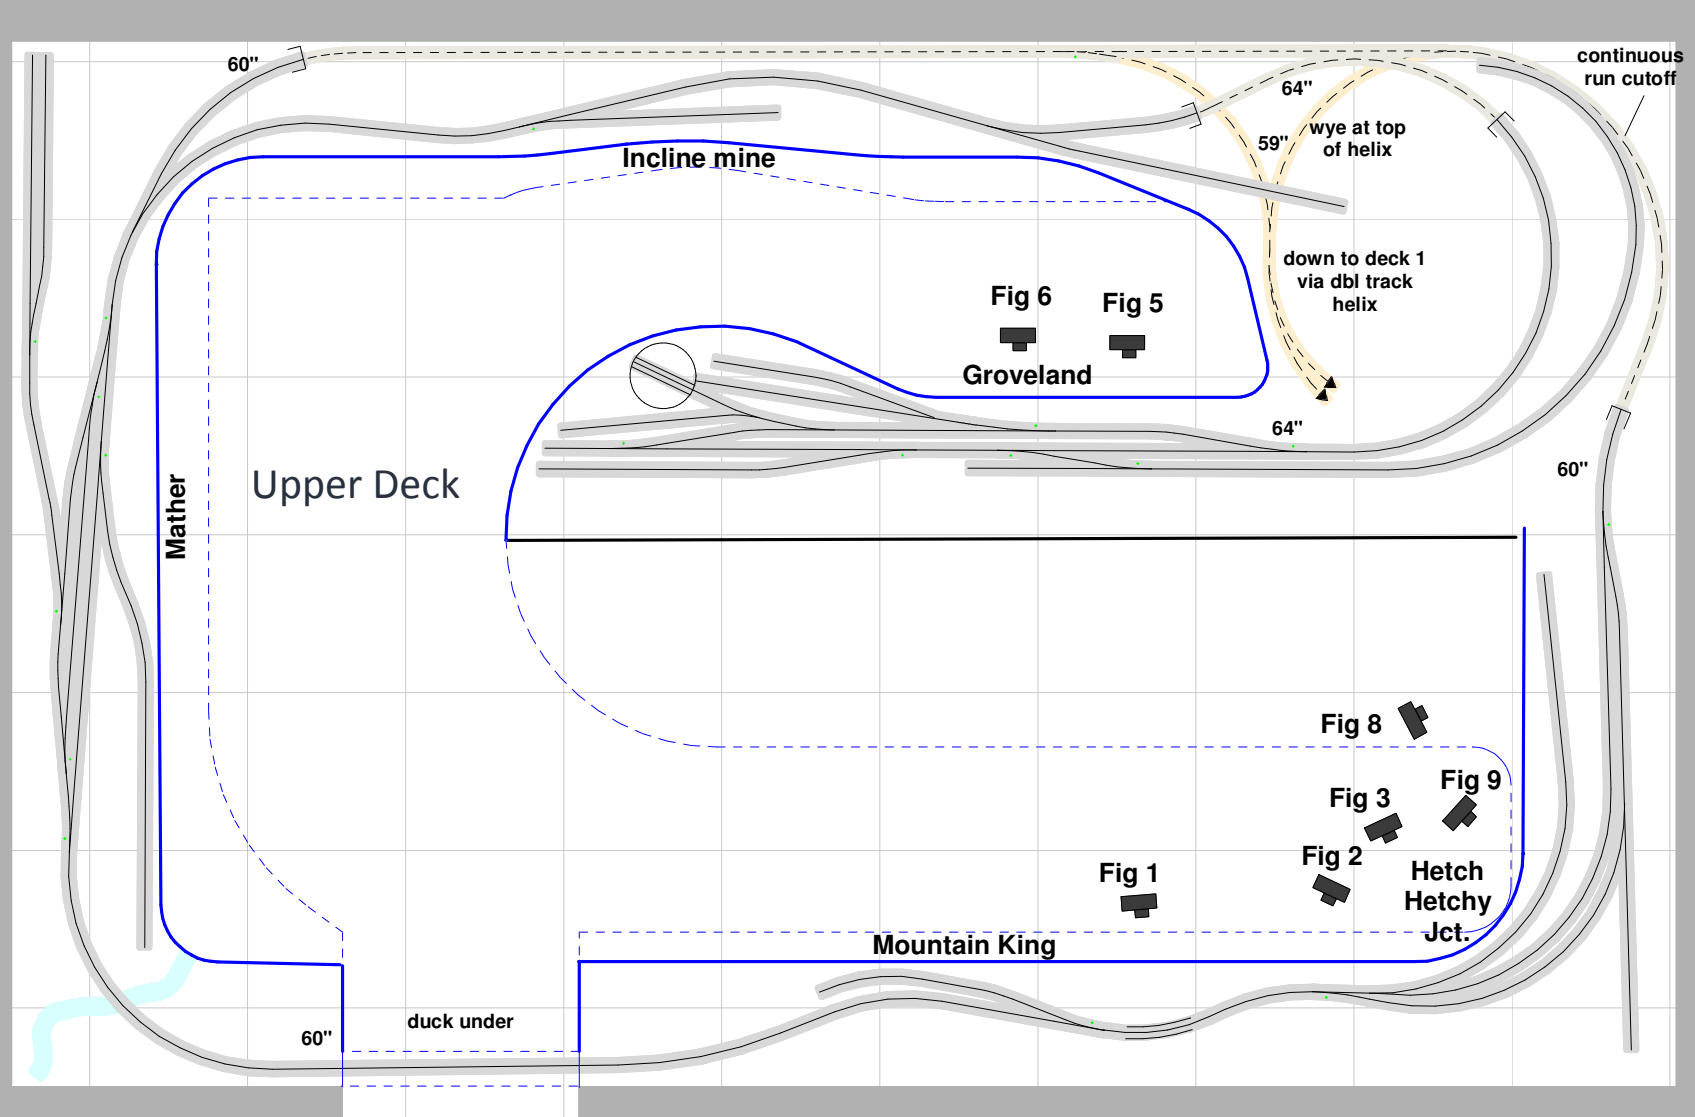 continuous
run cutoff
60"
64"
wye at top
of helix
59"
Incline mine
down to deck 1
via dbl track
helix
Fig 6
Fig 5
Groveland
64"
60"
Upper Deck
Mather
Fig 8
Fig 9
Fig 3
Fig 2
Fig 1
Hetch
Hetchy
Jct.
Mountain King
duck under
60"